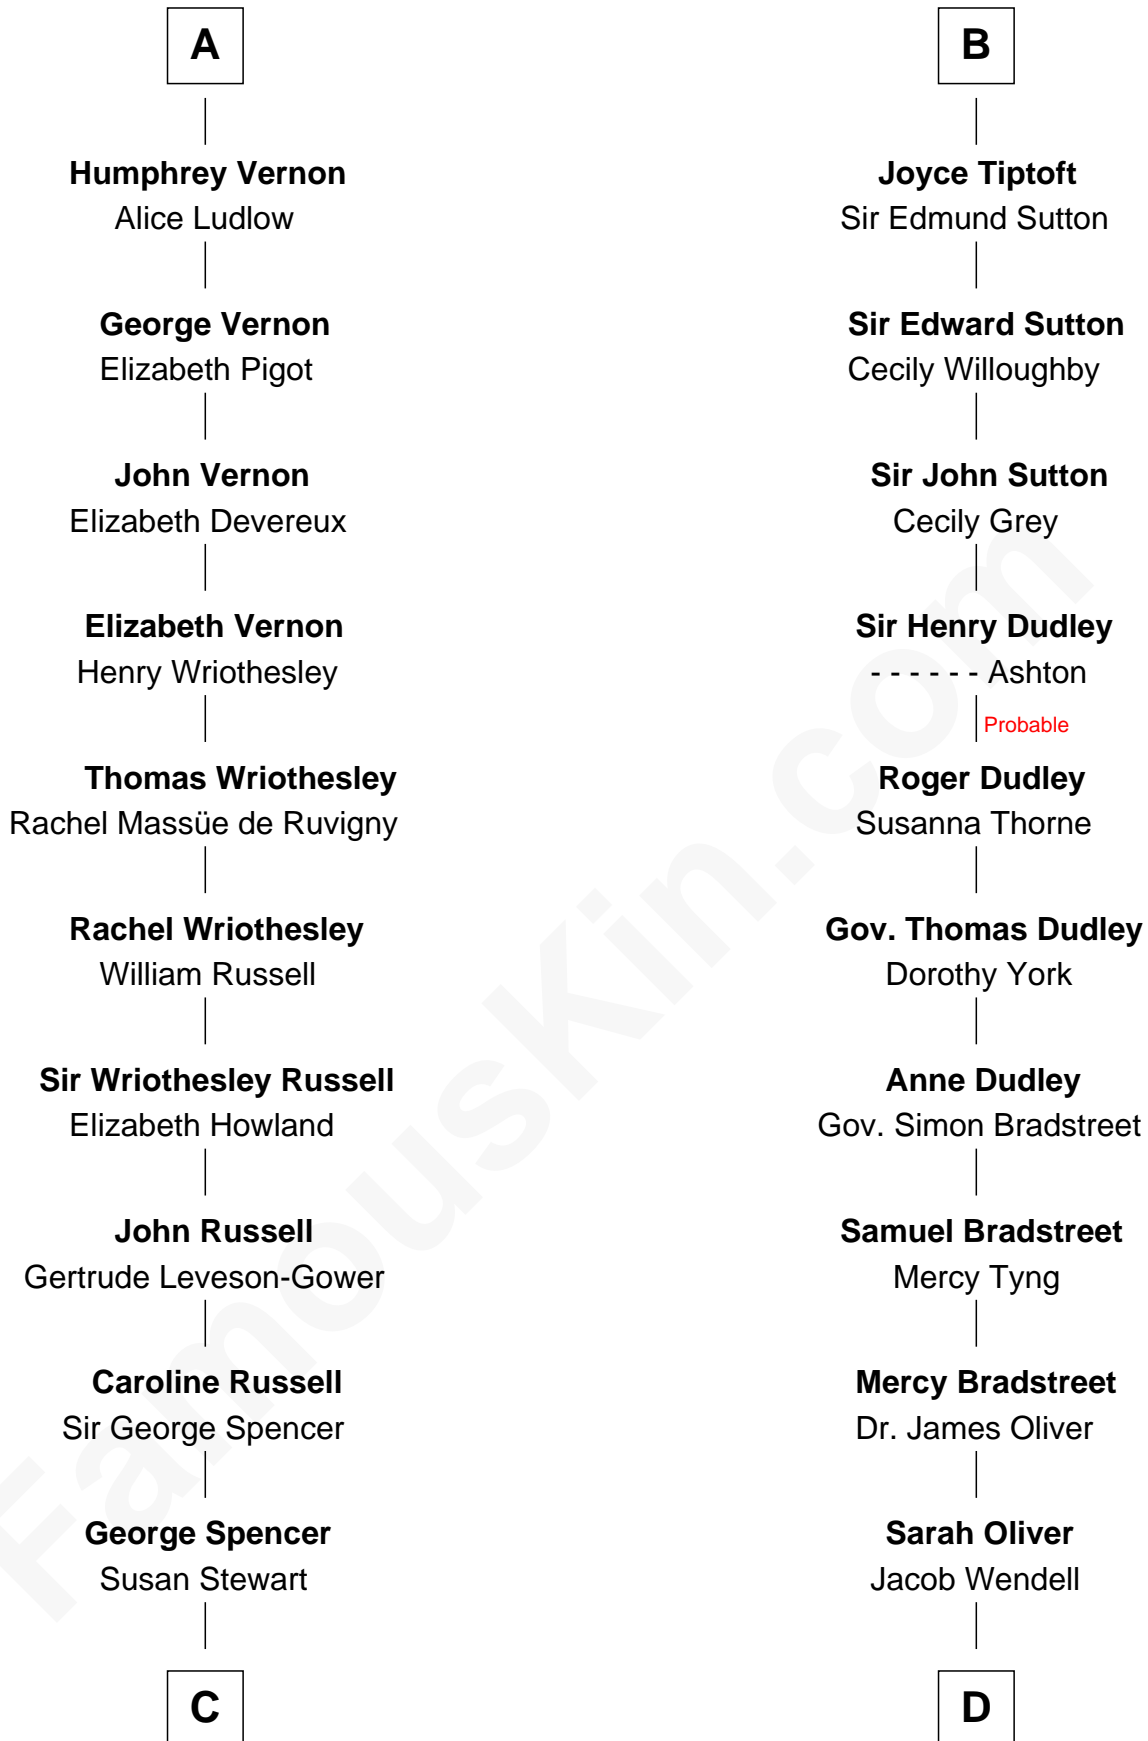 A
Humphrey Vernon
Alice Ludlow
George Vernon
Elizabeth Pigot
John Vernon
Elizabeth Devereux
Elizabeth Vernon
Henry Wriothesley
Thomas Wriothesley
Rachel Massüe de Ruvigny
Rachel Wriothesley
William Russell
Sir Wriothesley Russell
Elizabeth Howland
John Russell
Gertrude Leveson-Gower
Caroline Russell
Sir George Spencer
George Spencer
Susan Stewart
C
B
Joyce Tiptoft
Sir Edmund Sutton
Sir Edward Sutton
Cecily Willoughby
Sir John Sutton
Cecily Grey
Sir Henry Dudley
- - - - - - Ashton
Probable
Roger Dudley
Susanna Thorne
Gov. Thomas Dudley
Dorothy York
Anne Dudley
Gov. Simon Bradstreet
Samuel Bradstreet
Mercy Tyng
Mercy Bradstreet
Dr. James Oliver
Sarah Oliver
Jacob Wendell
D
FamousKin.com